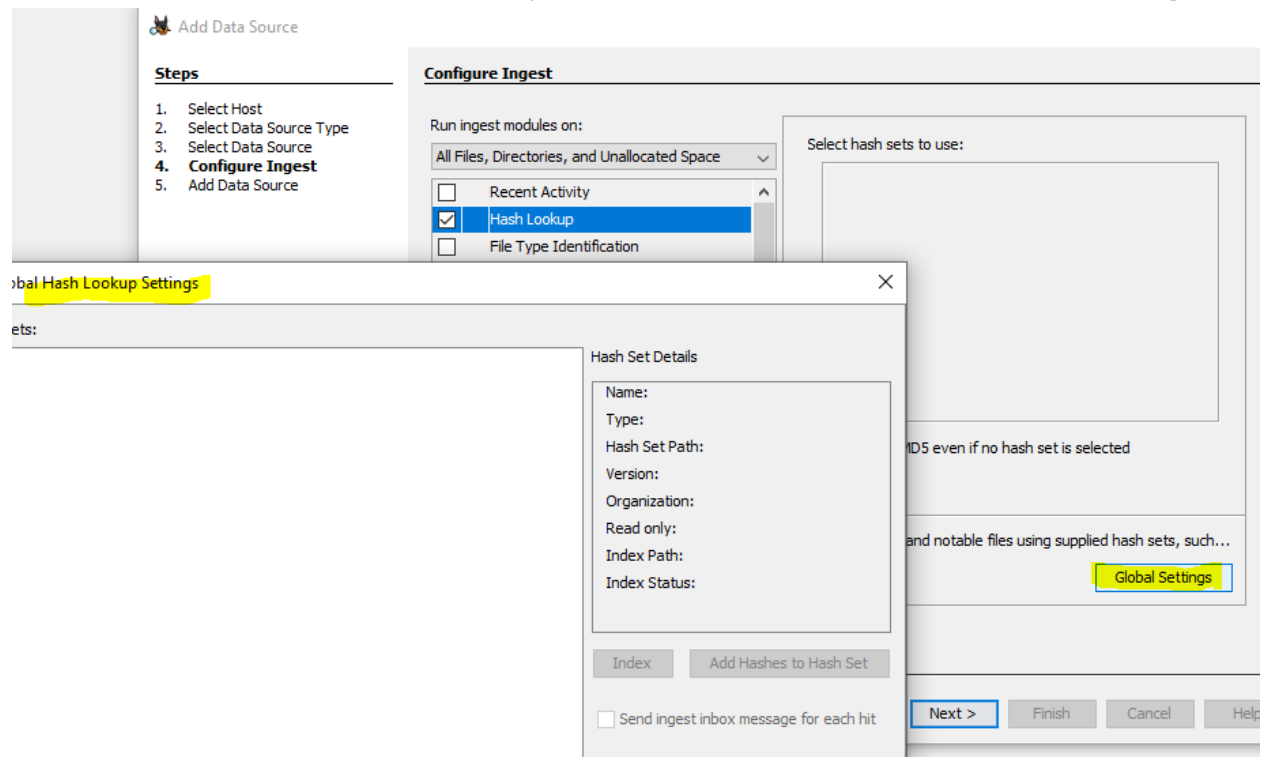 Add Data Source
Steps
1. Select Host
2. Select Data Source Type
3. Select Data Source
4. Configure Ingest
5. Add Data Source
Configure Ingest
Run ingest modules on:
All Files, Directories, and Unallocated Space
Recent Activity
Hash Lookup
File Type Identification
Select hash sets to use:
MD5 even if no hash set is selected
and notable files using supplied hash sets, such...
Global Settings
Hash Lookup Settings
Hash Set Details
Name:
Type:
Hash Set Path:
Version:
Organization:
Read only:
Index Path:
Index Status:
Index
Add Hashes to Hash Set
Send ingest inbox message for each hit
Next >
Finish
Cancel
Help